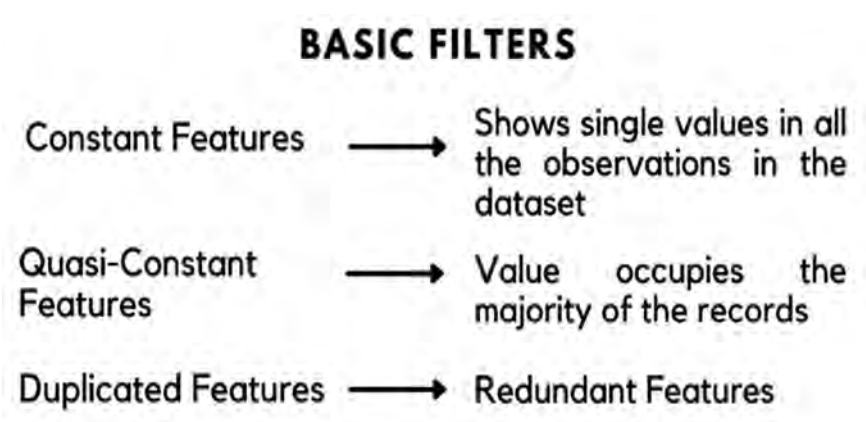 BASIC FILTERS
Constant Features
Shows single values in all
the observations in the
dataset
Quasi-Constant
Features
Value occupies the
majority of the records
Duplicated Features
Redundant Features